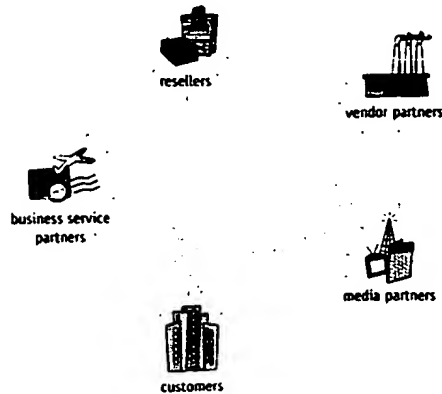 resellers
vendor partners
business service
partners
media partners
customers